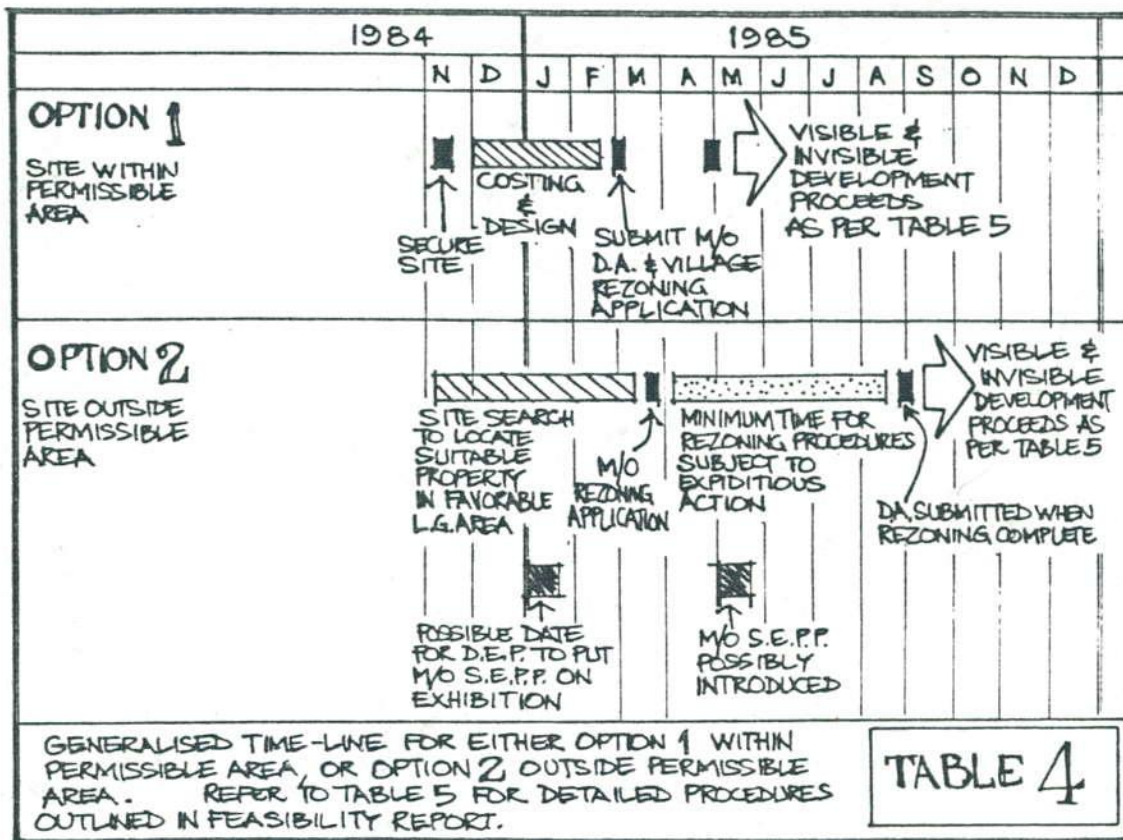 1984 1985
N D J F M A M J J A S O N D
OPTION 1
SITE WITHIN
PERMISSIBLE
AREA
SECURE
SITE
COSTING
&
DESIGN
SUBMIT M/O
D.A. & VILLAGE
REZONING
APPLICATION
VISIBLE &
INVISIBLE
DEVELOPMENT
PROCEEDS
AS PER TABLE 5
OPTION 2
SITE OUTSIDE
PERMISSIBLE
AREA
SITE SEARCH
TO LOCATE
SUITABLE
PROPERTY
IN FAVORABLE
L.G. AREA
M/O
REZONING
APPLICATION
MINIMUM TIME FOR
REZONING PROCEDURES
SUBJECT TO
EXPIDITIOUS
ACTION
VISIBLE &
INVISIBLE
DEVELOPMENT
PROCEEDS AS
PER TABLE 5
D.A. SUBMITTED WHEN
REZONING COMPLETE
POSSIBLE DATE
FOR D.E.P. TO PUT
M/O S.E.P.P. ON
EXHIBITION
M/O S.E.P.P.
POSSIBLY
INTRODUCED
GENERALISED TIME-LINE FOR EITHER OPTION 1 WITHIN
PERMISSIBLE AREA, OR OPTION 2 OUTSIDE PERMISSIBLE
AREA. REFER TO TABLE 5 FOR DETAILED PROCEDURES
OUTLINED IN FEASIBILITY REPORT.
TABLE 4